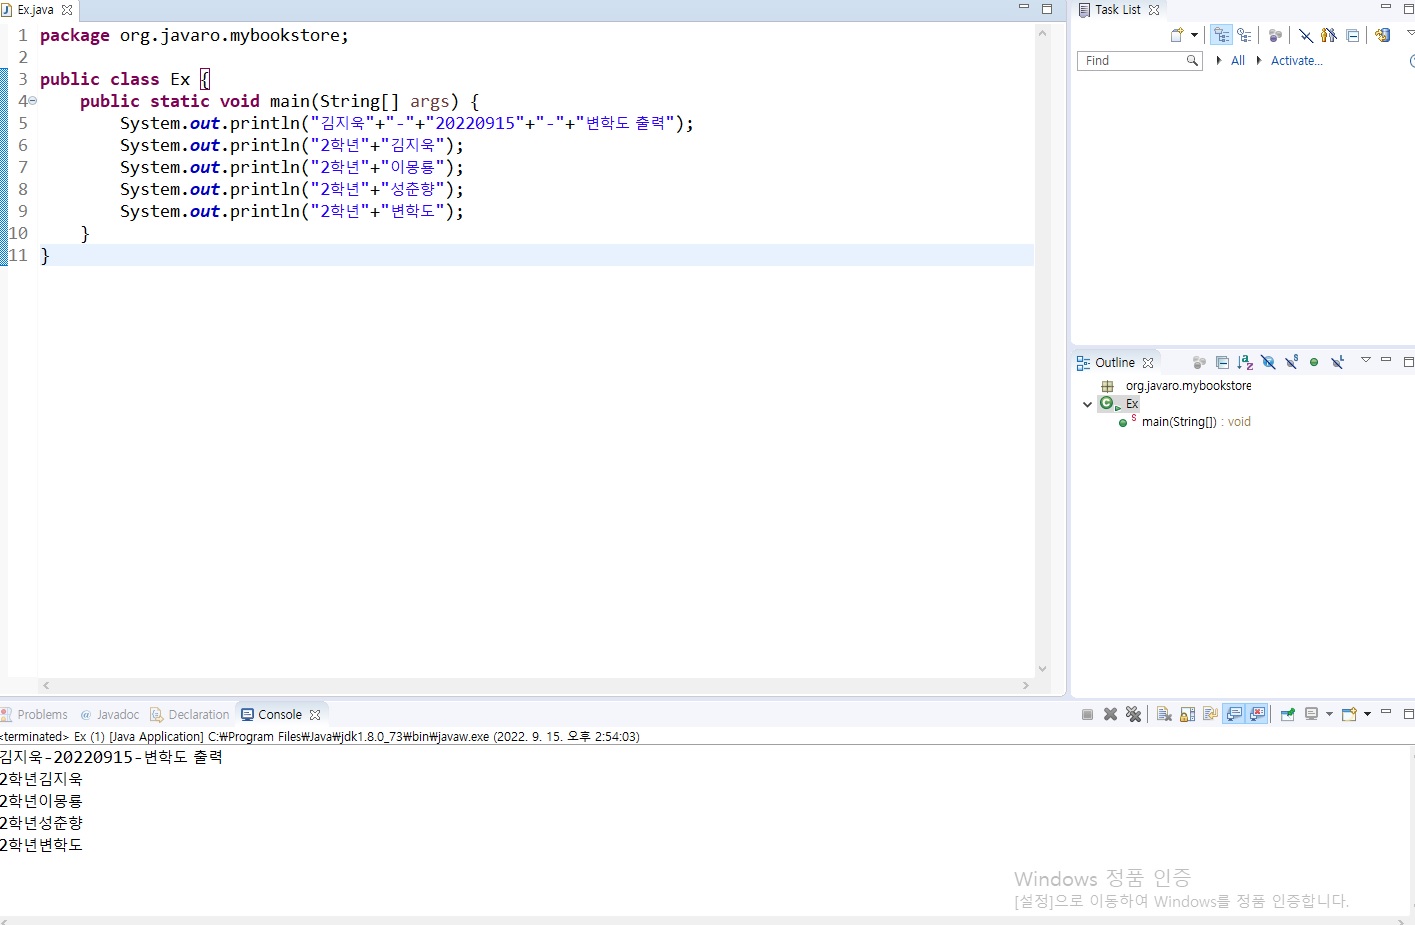 Ex.java
1 package org.javaro.mybookstore;
2
3 public class Ex {
4 public static void main(String[] args) {
5 System.out.println("김지욱"+"-"+"20220915"+"-"+"변학도 출력");
6 System.out.println("2학년"+"김지욱");
7 System.out.println("2학년"+"이몽룡");
8 System.out.println("2학년"+"성춘향");
9 System.out.println("2학년"+"변학도");
10 }
11 }
Task List
Find All Activate...
Outline
org.javaro.mybookstore
Ex
main(String[]) : void
Problems Javadoc Declaration Console
<terminated> Ex (1) [Java Application] C:₩Program Files₩Java₩jdk1.8.0_73₩bin₩javaw.exe (2022. 9. 15. 오후 2:54:03)
김지욱-20220915-변학도 출력
2학년김지욱
2학년이몽룡
2학년성춘향
2학년변학도
Windows 정품 인증
[설정]으로 이동하여 Windows를 정품 인증합니다.